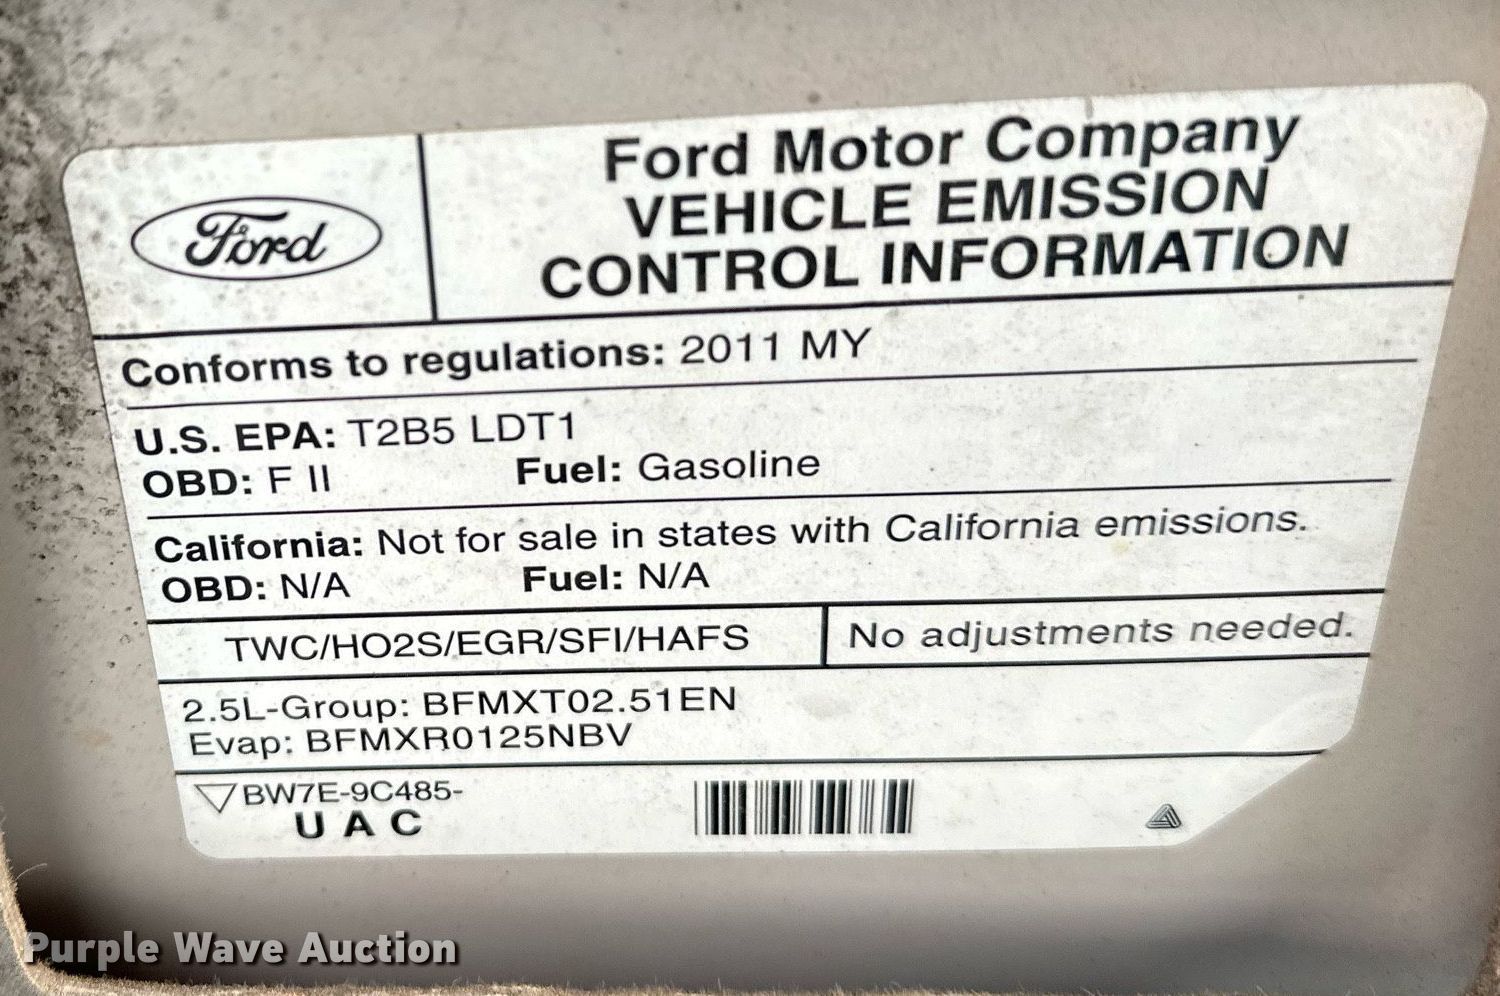 Ford
Ford Motor Company
VEHICLE EMISSION
CONTROL INFORMATION
Conforms to regulations: 2011 MY
U.S. EPA: T2B5 LDT1
OBD: F II Fuel: Gasoline
California: Not for sale in states with California emissions.
OBD: N/A Fuel: N/A
TWC/HO2S/EGR/SFI/HAFS No adjustments needed.
2.5L-Group: BFMXT02.51EN
Evap: BFMXR0125NBV
BW7E-9C485-
U A C
Purple Wave Auction